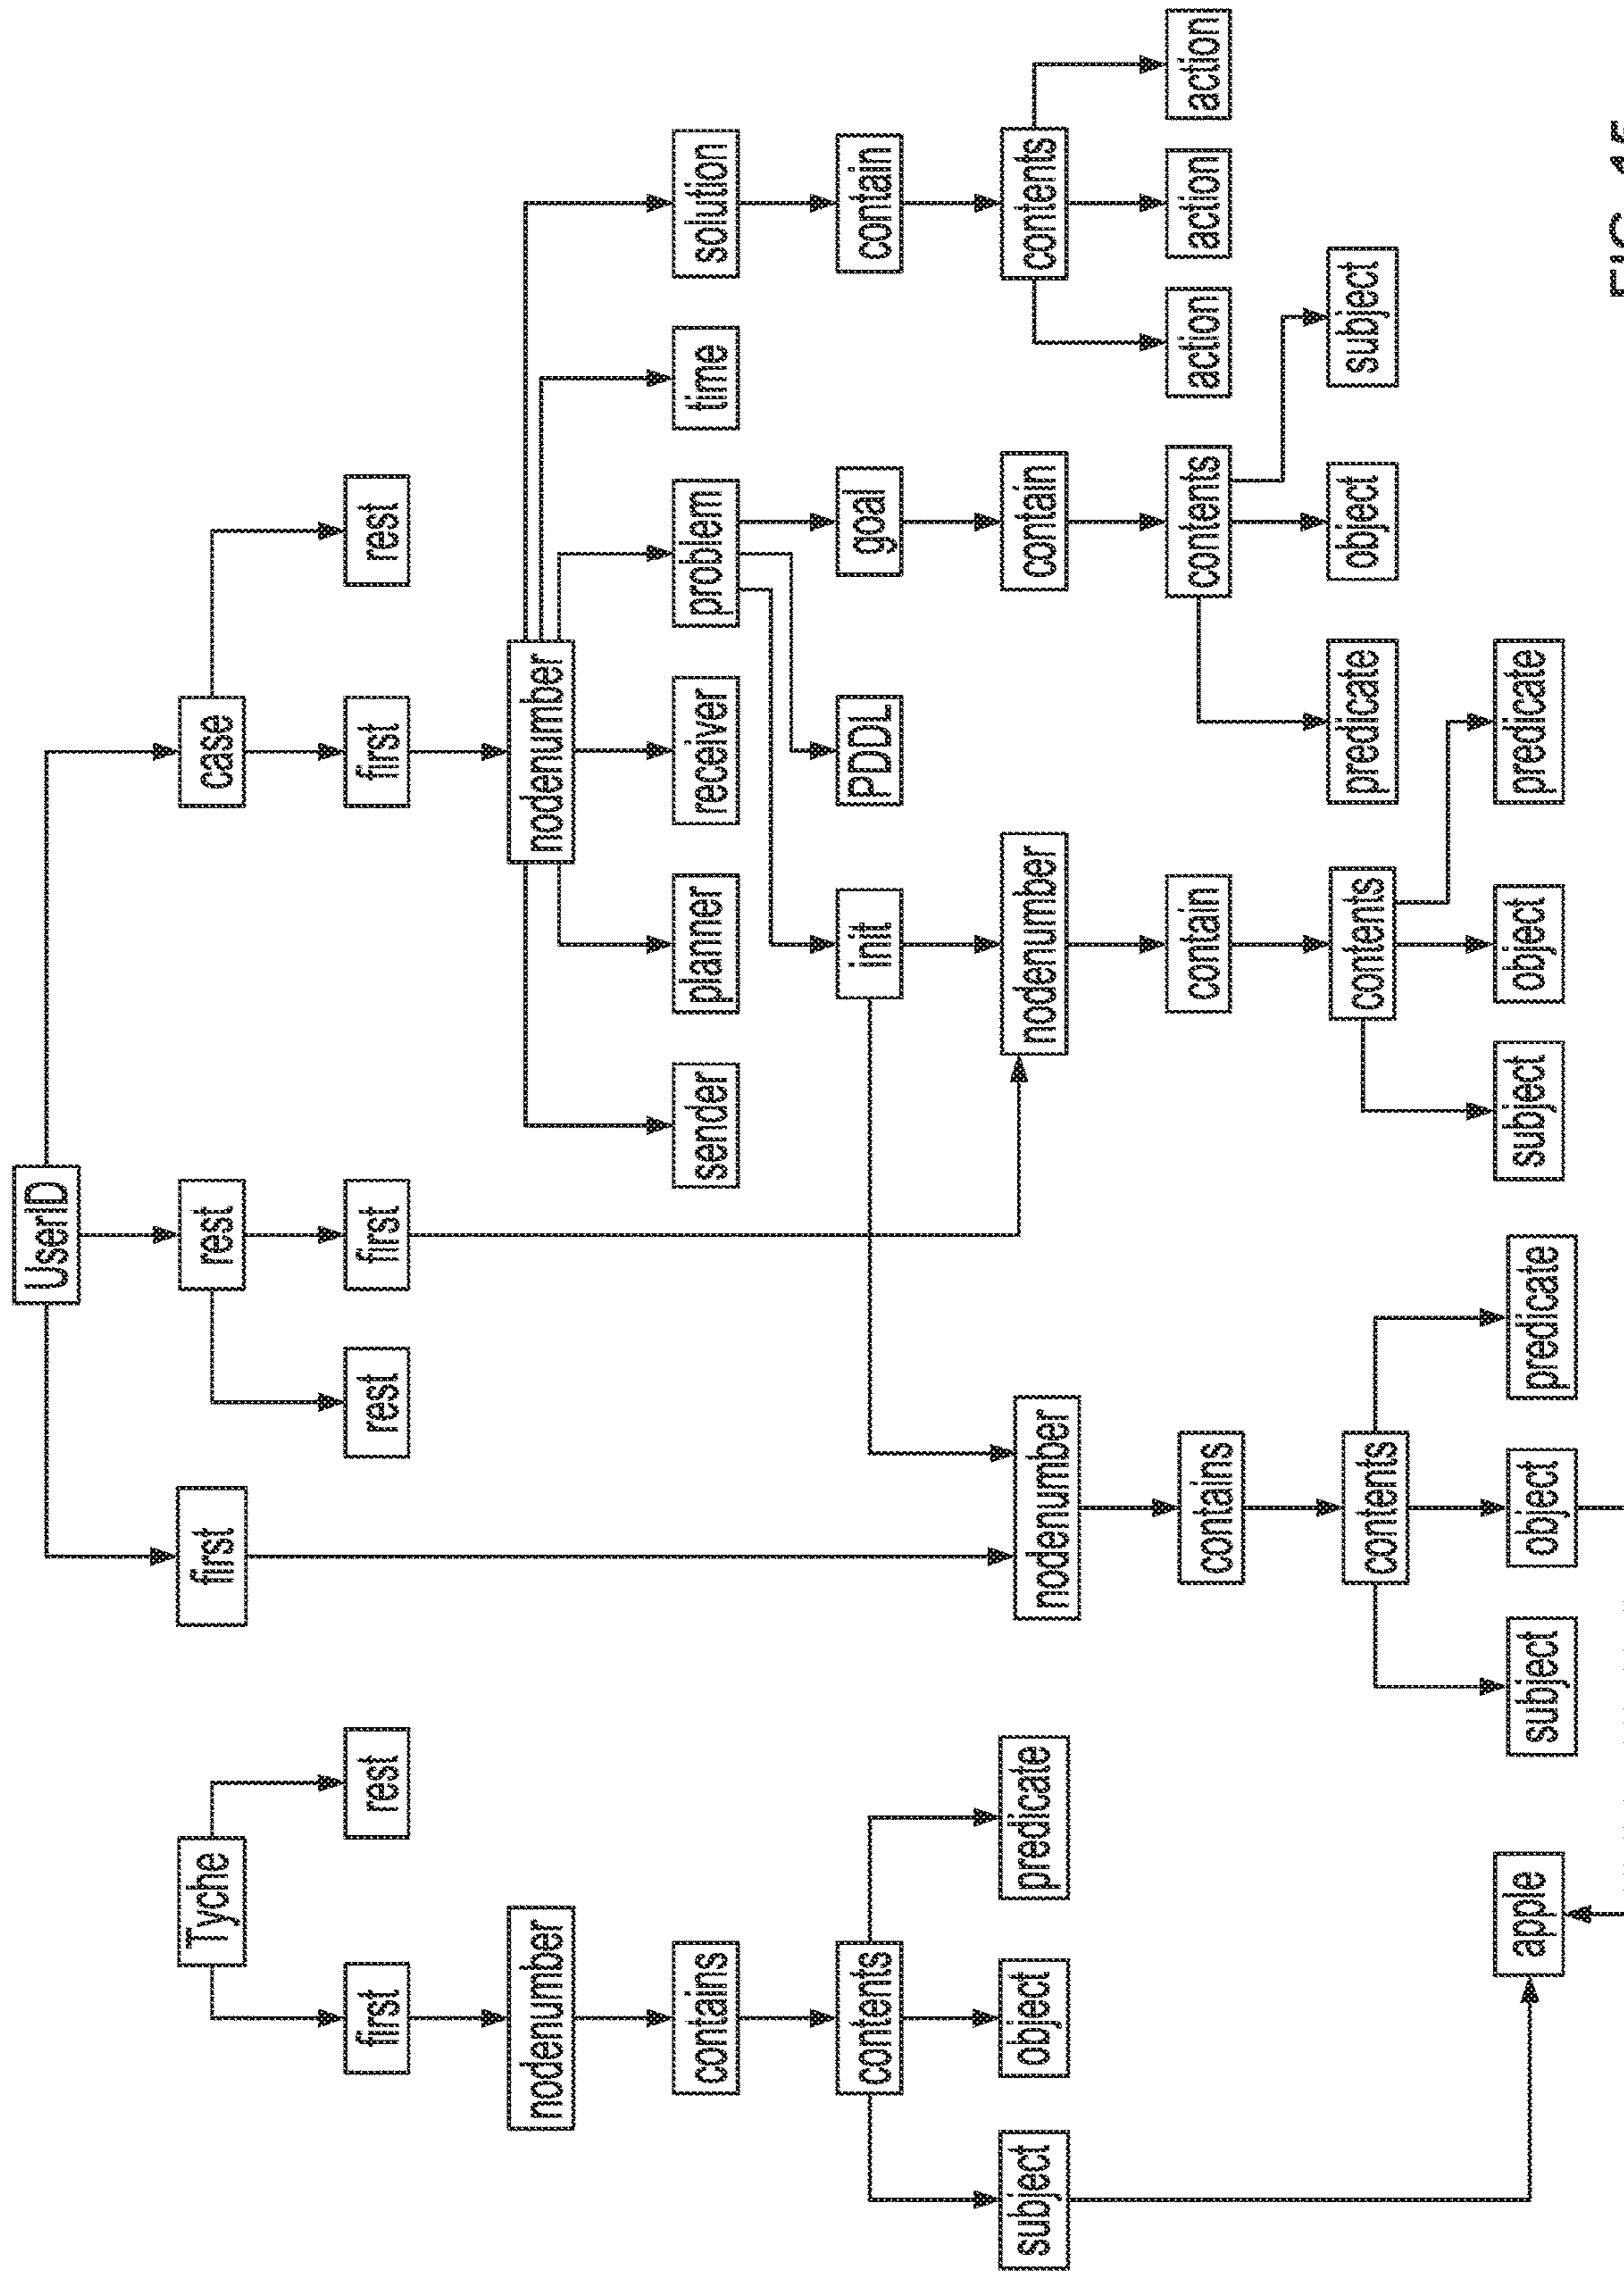 UserID
first
rest
case
Tyche
rest
first
first
rest
first
rest
rest
nodenumber
nodenumber
contains
sender
planner
receiver
problem
time
solution
contents
init
PDDL
goal
contain
subject
object
predicate
nodenumber
nodenumber
contain
contents
contains
contain
contents
action
action
action
contents
contents
predicate
object
subject
apple
subject
object
predicate
subject
object
predicate